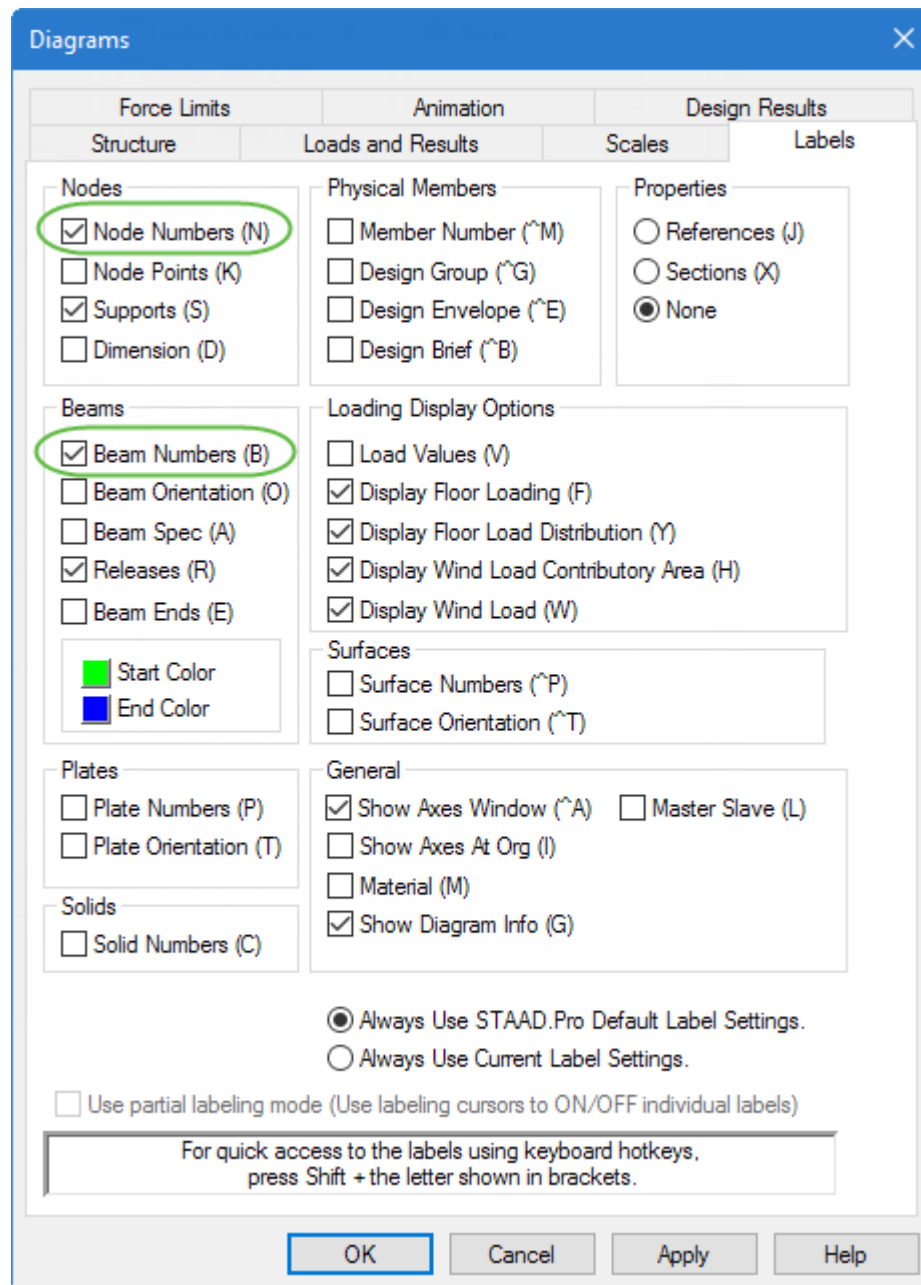 Diagrams
Force Limits Animation Design Results
Structure Loads and Results Scales Labels
Nodes
Node Numbers (N)
Node Points (K)
Supports (S)
Dimension (D)
Physical Members
Member Number (^M)
Design Group (^G)
Design Envelope (^E)
Design Brief (^B)
Properties
References (J)
Sections (X)
None
Beams
Beam Numbers (B)
Beam Orientation (O)
Beam Spec (A)
Releases (R)
Beam Ends (E)
Start Color
End Color
Loading Display Options
Load Values (V)
Display Floor Loading (F)
Display Floor Load Distribution (Y)
Display Wind Load Contributory Area (H)
Display Wind Load (W)
Surfaces
Surface Numbers (^P)
Surface Orientation (^T)
Plates
Plate Numbers (P)
Plate Orientation (T)
Solids
Solid Numbers (C)
General
Show Axes Window (^A) Master Slave (L)
Show Axes At Org (I)
Material (M)
Show Diagram Info (G)
Always Use STAAD.Pro Default Label Settings.
Always Use Current Label Settings.
Use partial labeling mode (Use labeling cursors to ON/OFF individual labels)
For quick access to the labels using keyboard hotkeys,
press Shift + the letter shown in brackets.
OK Cancel Apply Help